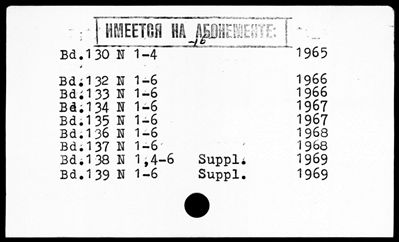 ИМЕЕТСЯ НА АБОНЕМЕНТЕ:
-16
Bd.130 N 1-4 1965
Bd.132 N 1-6 1966
Bd.133 N 1-6 1966
Bd.134 N 1-6 1967
Bd.135 N 1-6 1967
Bd.136 N 1-6 1968
Bd.137 N 1-6 1968
Bd.138 N 1,4-6 Suppl. 1969
Bd.139 N 1-6 Suppl. 1969